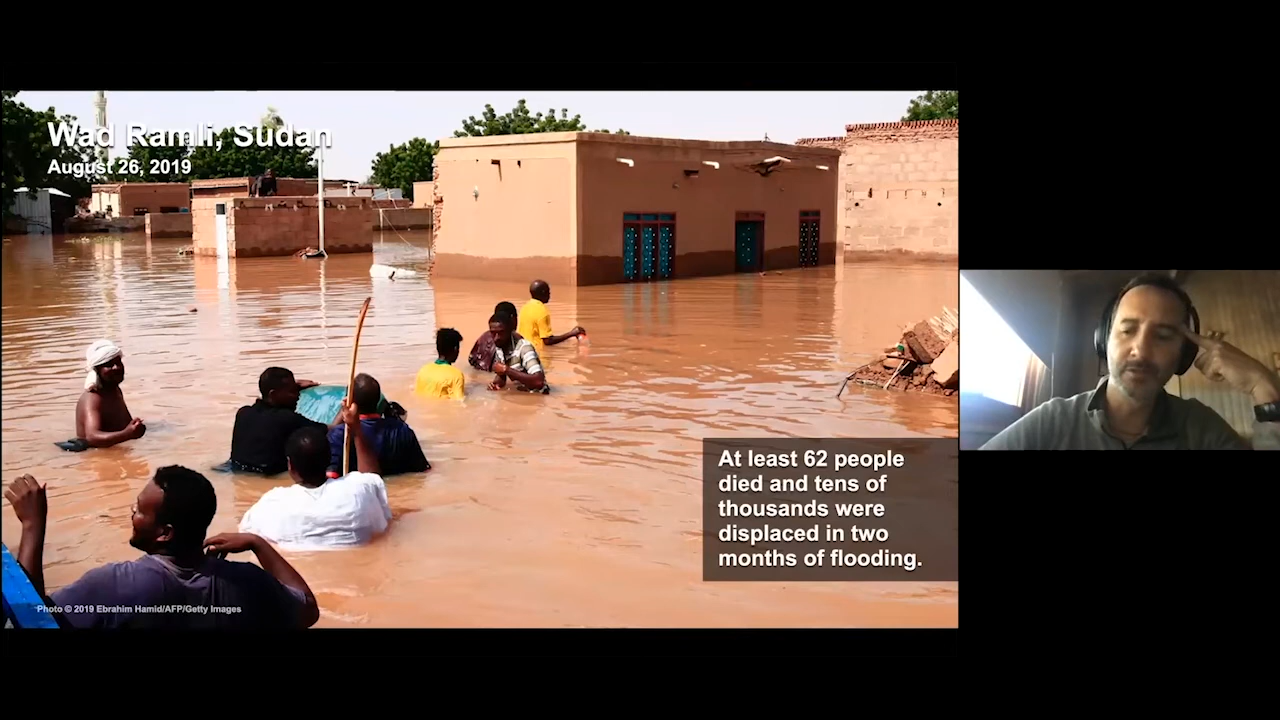 Wad Ramli, Sudan
August 26, 2019
At least 62 people
died and tens of
thousands were
displaced in two
months of flooding.
Photo © 2019 Ebrahim Hamid/AFP/Getty Images